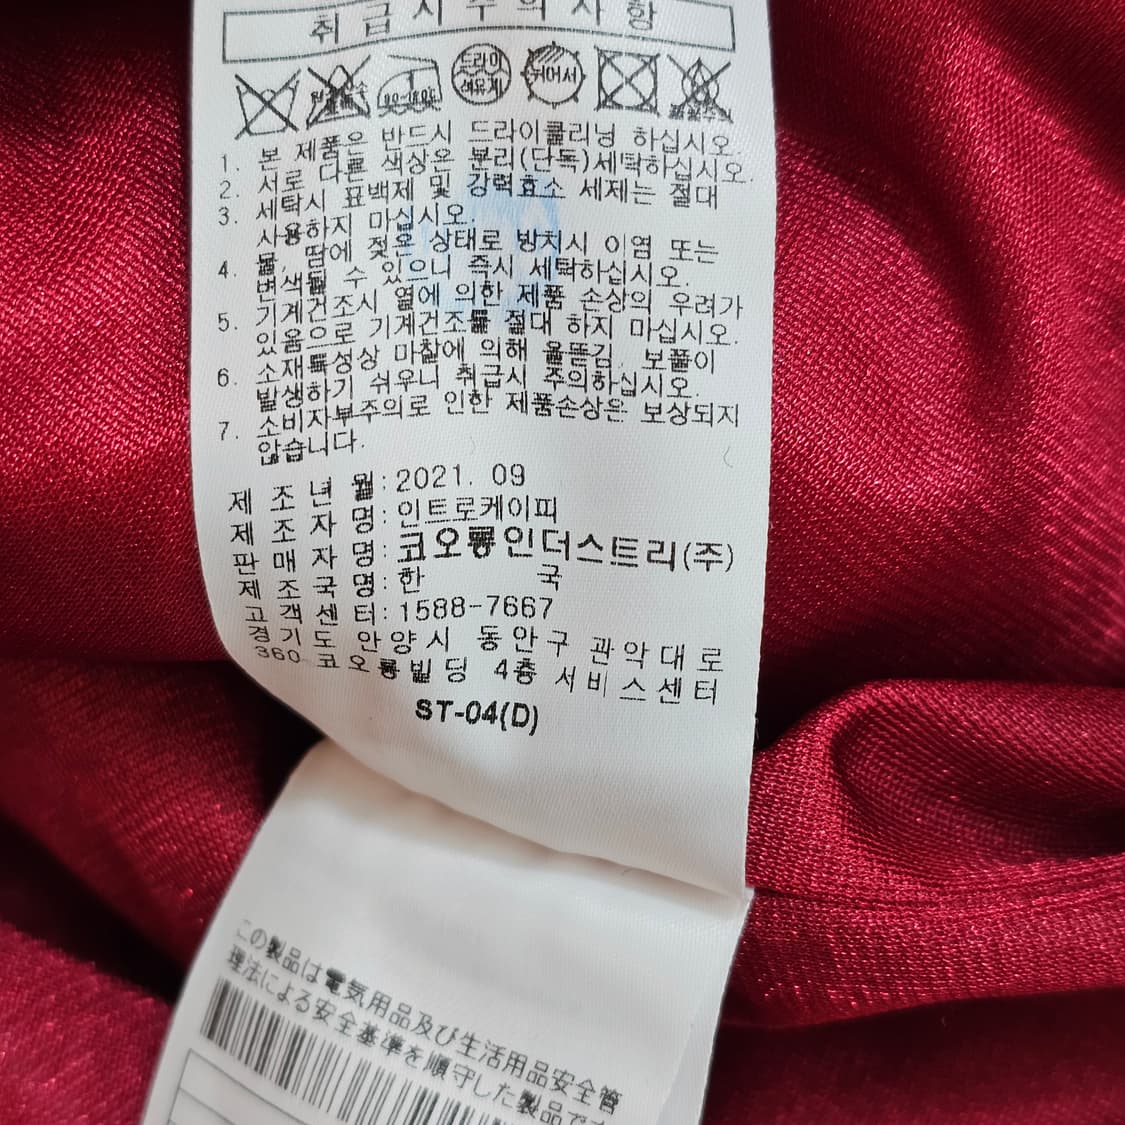 취급시주의사항
드라이
석유계
뉘어서
1. 본 제품은 반드시 드라이클리닝 하십시오.
2. 서로 다른 색상은 분리(단독)세탁하십시오.
3. 세탁시 표백제 및 강력효소 세제는 절대
사용하지 마십시오.
4. 물, 땀에 젖은 상태로 방치시 이염 또는
변색될 수 있으니 즉시 세탁하십시오.
5. 기계건조시 열에 의한 제품 손상의 우려가
있음으로 기계건조를 절대 하지 마십시오.
6. 소재특성상 마찰에 의해 올뜯김, 보풀이
발생하기 쉬우니 취급시 주의하십시오.
7. 소비자부주의로 인한 제품손상은 보상되지
않습니다.
제 조 년 월 : 2021. 09
제 조 자 명 : 인트로케이피
판 매 자 명 : 코오롱인더스트리(주)
제 조 국 명 : 한 국
고 객 센 터 : 1588-7667
경기도 안양시 동안구 관악대로
360 코오롱빌딩 4층 서비스센터
ST-04(D)
この製品は電気用品及び生活用品安全管
理法による安全基準を順守した製品です